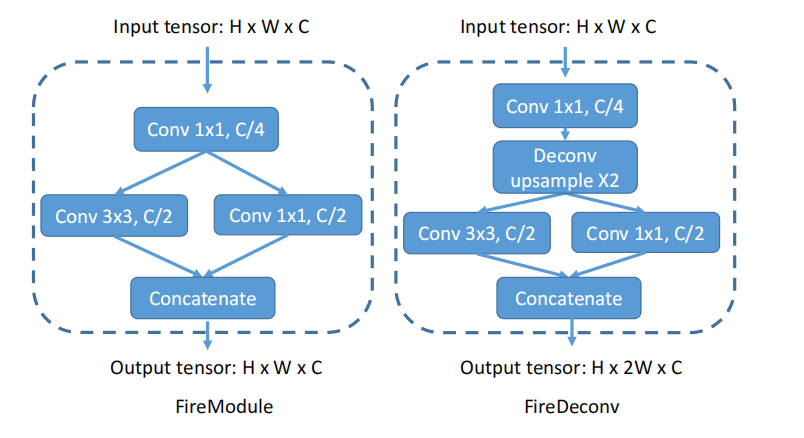 Input tensor: H x W x C
Conv 1x1, C/4
Conv 3x3, C/2
Conv 1x1, C/2
Concatenate
Output tensor: H x W x C
FireModule
Input tensor: H x W x C
Conv 1x1, C/4
Deconv
upsample X2
Conv 3x3, C/2
Conv 1x1, C/2
Concatenate
Output tensor: H x 2W x C
FireDeconv